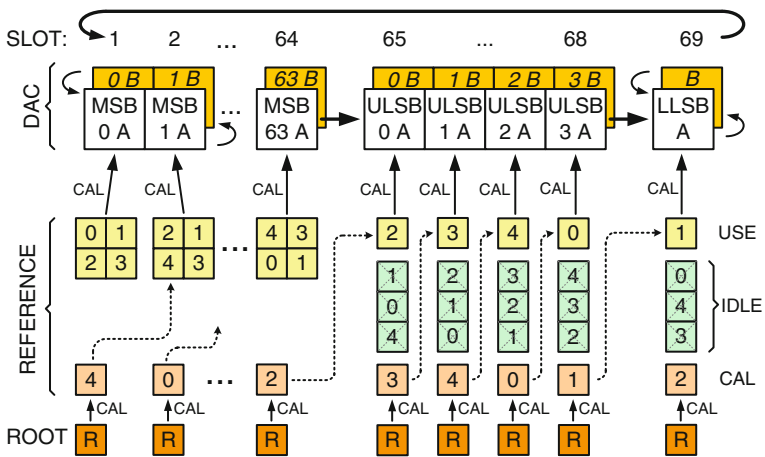 SLOT: 1 2 ... 64 65 ... 68 69
0 B 1 B 63 B 0 B 1 B 2 B 3 B B
DAC
MSB MSB ... MSB ULSB ULSB ULSB ULSB LLSB
0 A 1 A 63 A 0 A 1 A 2 A 3 A A
CAL CAL CAL CAL CAL CAL CAL CAL
REFERENCE
0 1 2 1 4 3 2 3 4 0 1 USE
2 3 4 3 ... 0 1
1 2 3 4 0
0 1 2 3 4 IDLE
4 0 1 2 3
4 0 ... 2 3 4 0 1 2 CAL
CAL CAL CAL CAL CAL CAL CAL CAL
ROOT R R R R R R R R